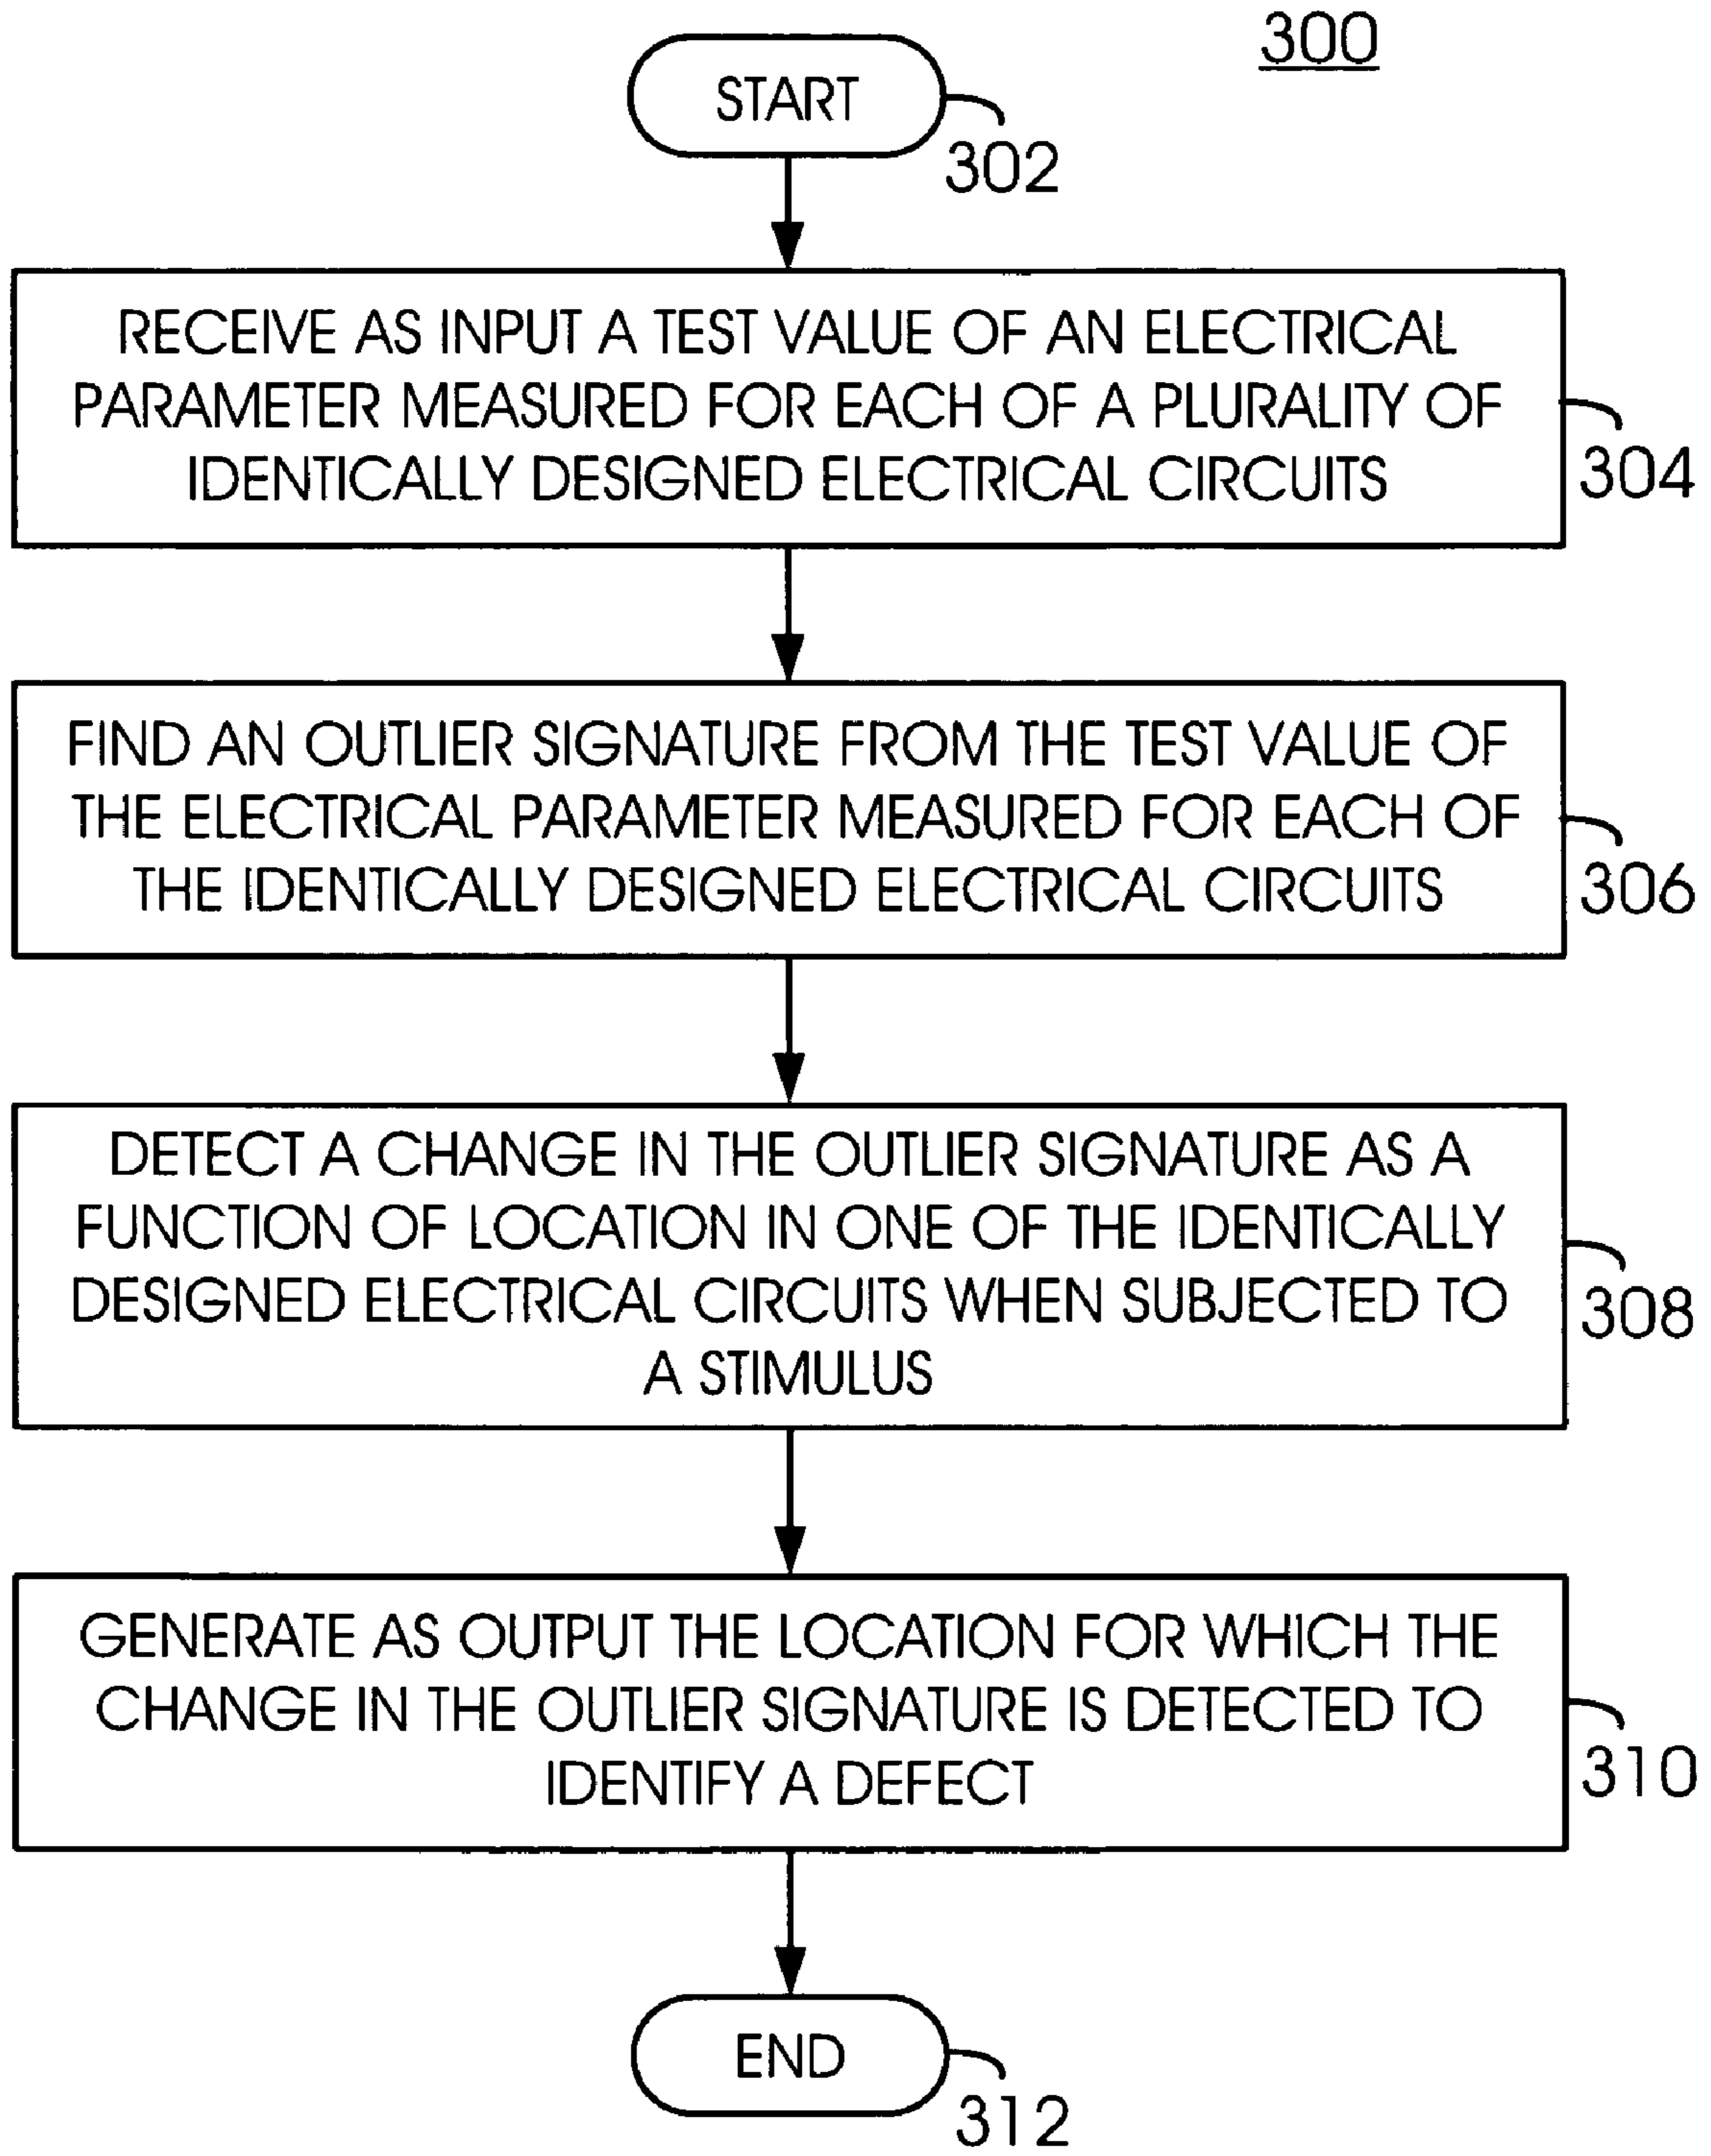 300
START
302
RECEIVE AS INPUT A TEST VALUE OF AN ELECTRICAL
PARAMETER MEASURED FOR EACH OF A PLURALITY OF
IDENTICALLY DESIGNED ELECTRICAL CIRCUITS
304
FIND AN OUTLIER SIGNATURE FROM THE TEST VALUE OF
THE ELECTRICAL PARAMETER MEASURED FOR EACH OF
THE IDENTICALLY DESIGNED ELECTRICAL CIRCUITS
306
DETECT A CHANGE IN THE OUTLIER SIGNATURE AS A
FUNCTION OF LOCATION IN ONE OF THE IDENTICALLY
DESIGNED ELECTRICAL CIRCUITS WHEN SUBJECTED TO
A STIMULUS
308
GENERATE AS OUTPUT THE LOCATION FOR WHICH THE
CHANGE IN THE OUTLIER SIGNATURE IS DETECTED TO
IDENTIFY A DEFECT
310
END
312